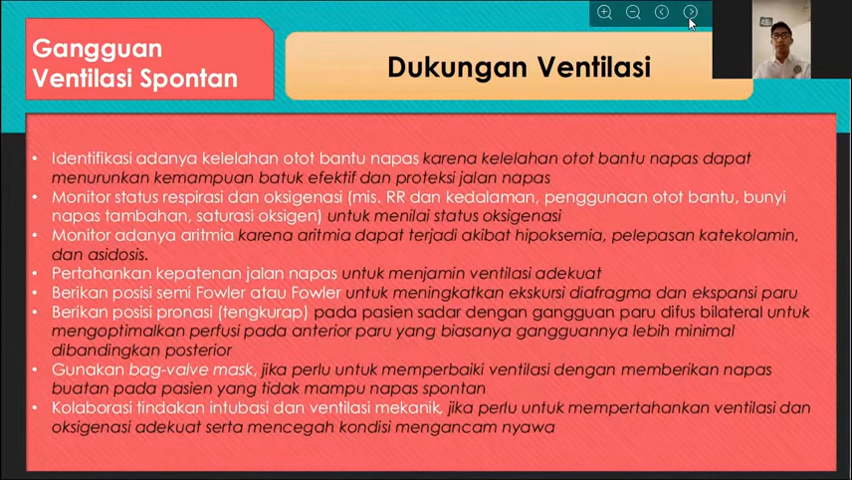 Gangguan
Ventilasi Spontan
Dukungan Ventilasi
• Identifikasi adanya kelelahan otot bantu napas karena kelelahan otot bantu napas dapat
menurunkan kemampuan batuk efektif dan proteksi jalan napas
• Monitor status respirasi dan oksigenasi (mis. RR dan kedalaman, penggunaan otot bantu, bunyi
napas tambahan, saturasi oksigen) untuk menilai status oksigenasi
• Monitor adanya aritmia karena aritmia dapat terjadi akibat hipoksemia, pelepasan katekolamin,
dan asidosis.
• Pertahankan kepatenan jalan napas untuk menjamin ventilasi adekuat
• Berikan posisi semi Fowler atau Fowler untuk meningkatkan ekskursi diafragma dan ekspansi paru
• Berikan posisi pronasi (tengkurap) pada pasien sadar dengan gangguan paru difus bilateral untuk
mengoptimalkan perfusi pada anterior paru yang biasanya gangguannya lebih minimal
dibandingkan posterior
• Gunakan bag-valve mask, jika perlu untuk memperbaiki ventilasi dengan memberikan napas
buatan pada pasien yang tidak mampu napas spontan
• Kolaborasi tindakan intubasi dan ventilasi mekanik, jika perlu untuk mempertahankan ventilasi dan
oksigenasi adekuat serta mencegah kondisi mengancam nyawa